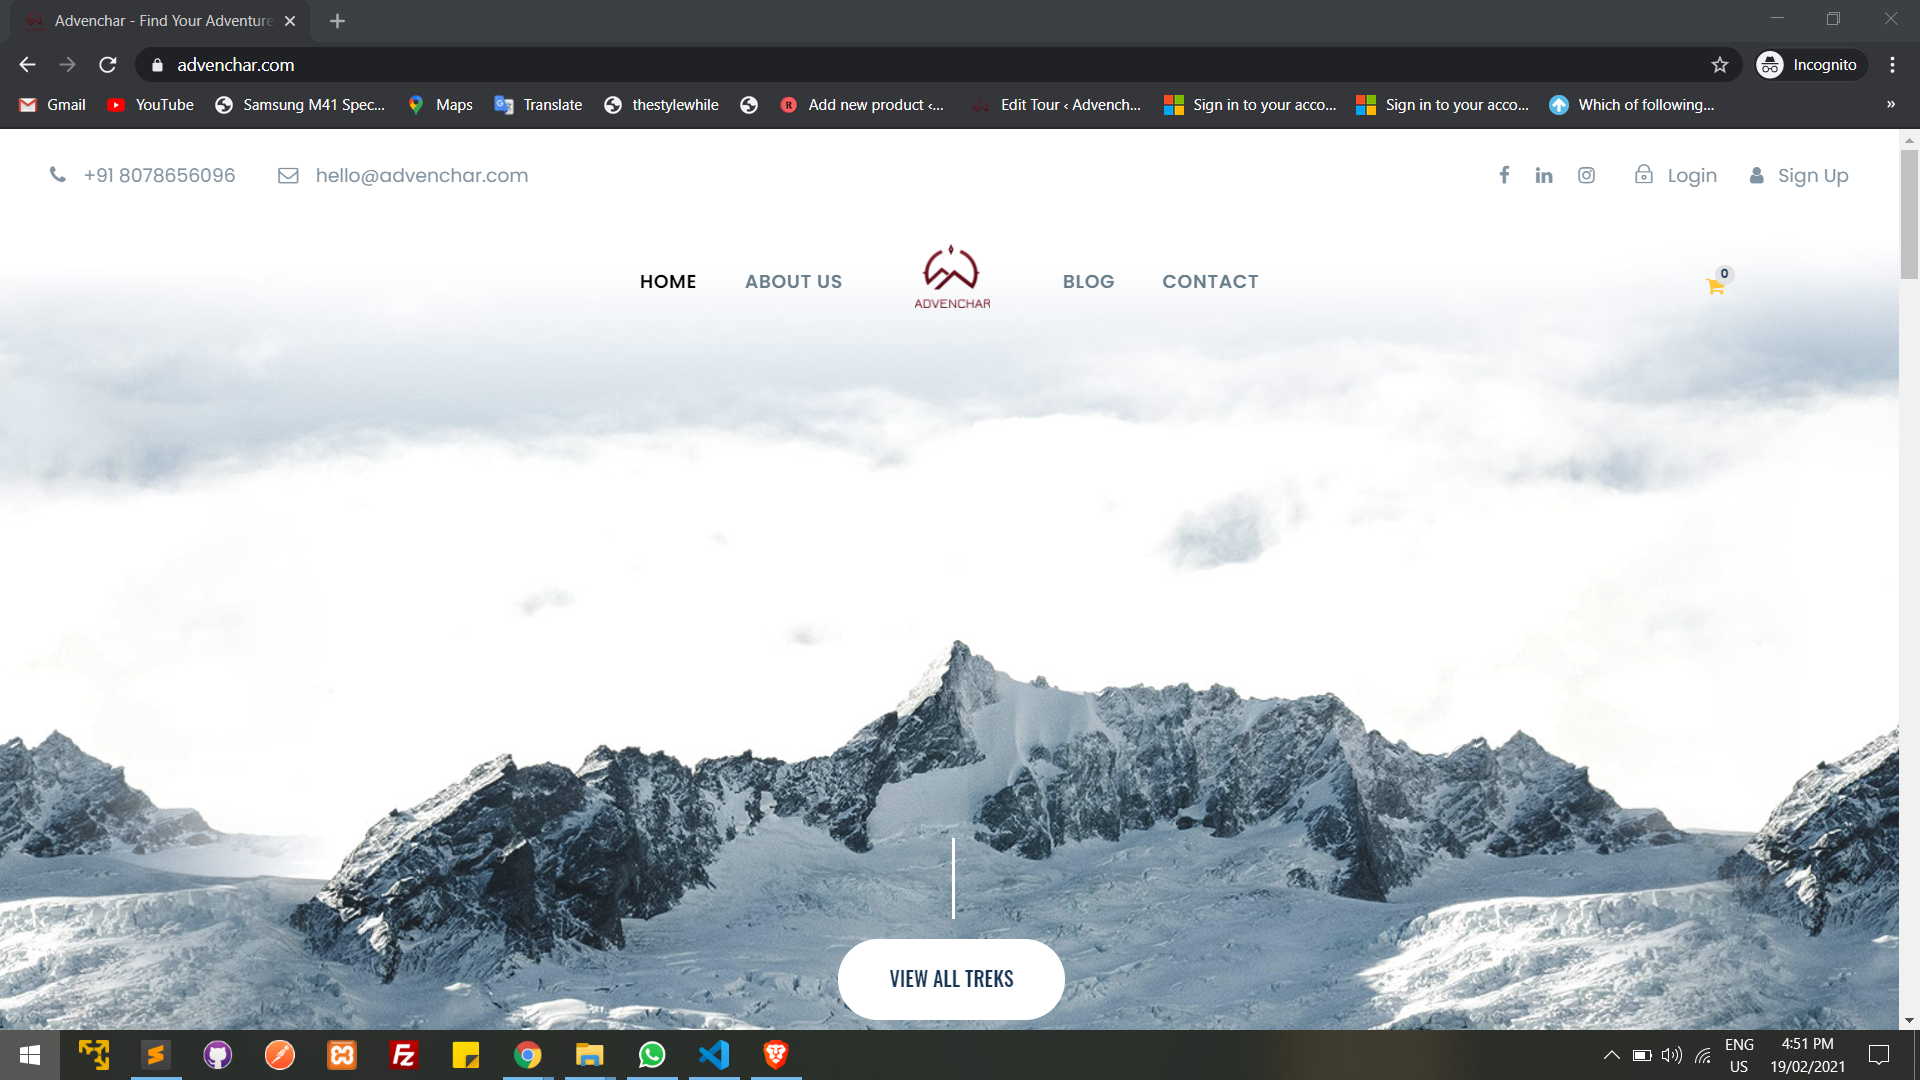 Advenchar - Find Your Adventure
advenchar.com
Incognito
Gmail
YouTube
Samsung M41 Spec...
Maps
Translate
thestylewhile
Add new product ‹...
Edit Tour ‹ Advench...
Sign in to your acco...
Sign in to your acco...
Which of following...
»
+91 8078656096
hello@advenchar.com
Login
Sign Up
HOME
ABOUT US
ADVENCHAR
BLOG
CONTACT
0
VIEW ALL TREKS
ENG
US
4:51 PM
19/02/2021